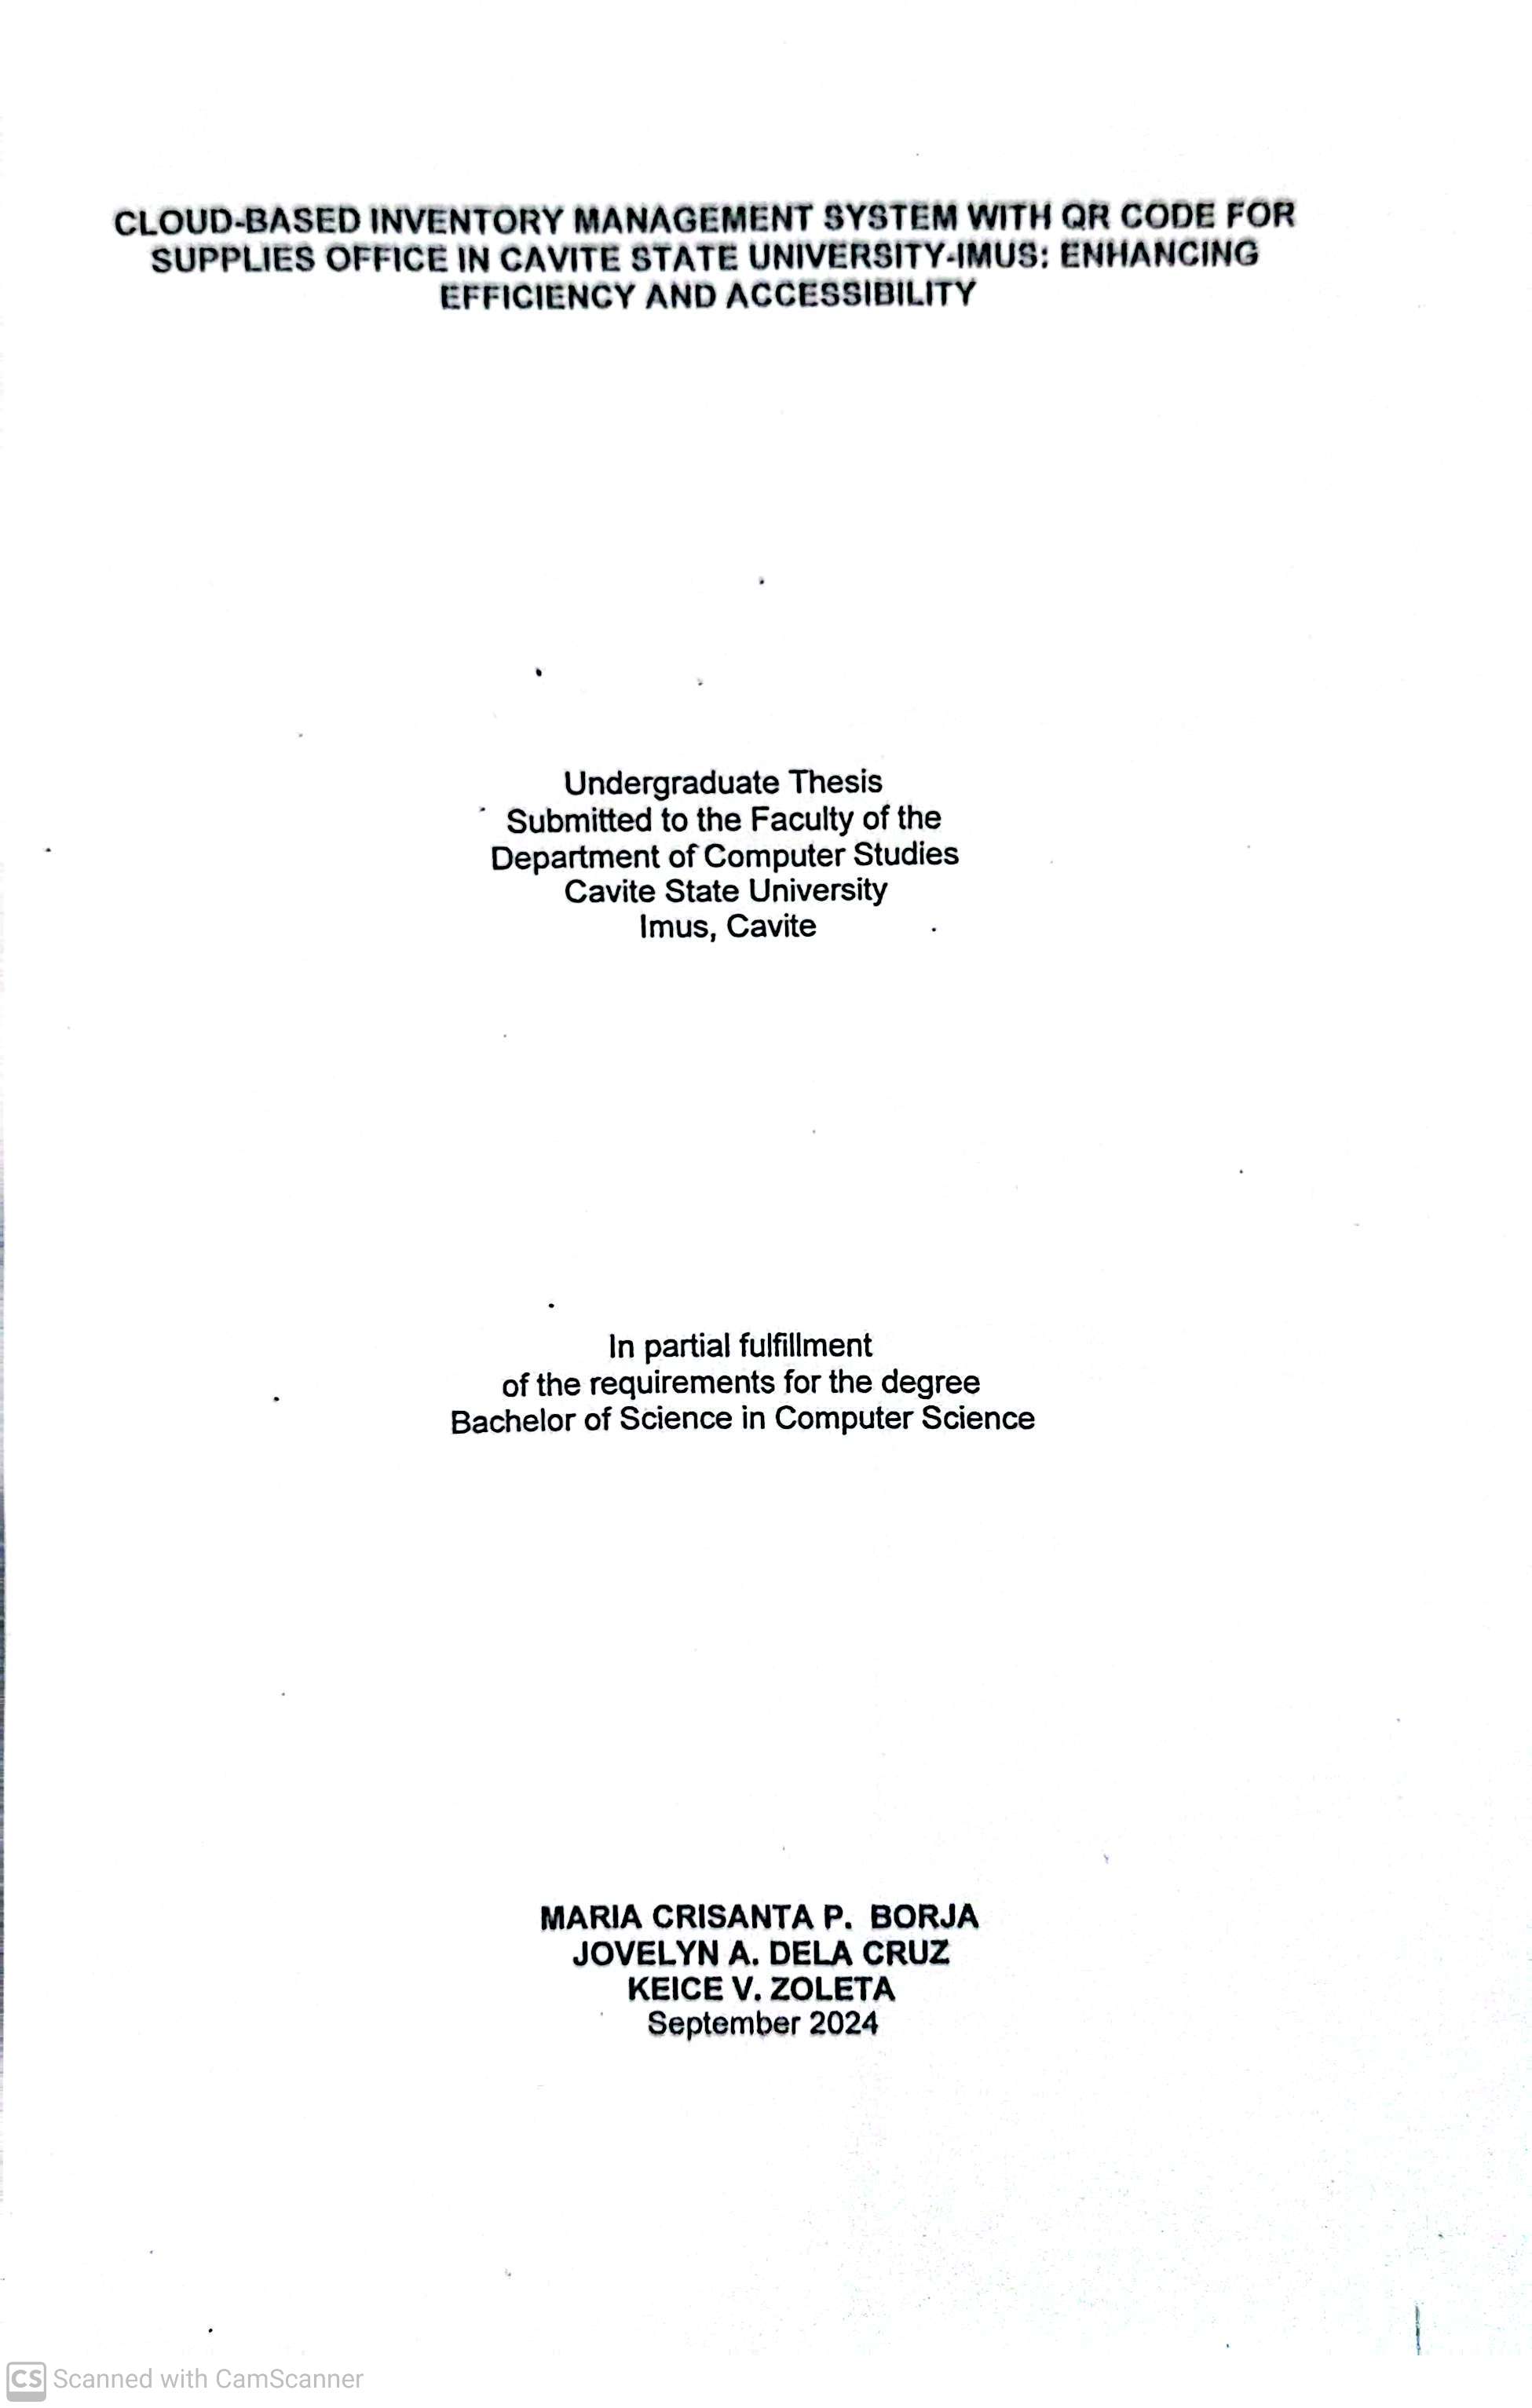 CLOUD-BASED INVENTORY MANAGEMENT SYSTEM WITH QR CODE FOR
SUPPLIES OFFICE IN CAVITE STATE UNIVERSITY-IMUS: ENHANCING
EFFICIENCY AND ACCESSIBILITY
Undergraduate Thesis
Submitted to the Faculty of the
Department of Computer Studies
Cavite State University
Imus, Cavite
In partial fulfillment
of the requirements for the degree
Bachelor of Science in Computer Science
MARIA CRISANTA P. BORJA
JOVELYN A. DELA CRUZ
KEICE V. ZOLETA
September 2024
CS Scanned with CamScanner